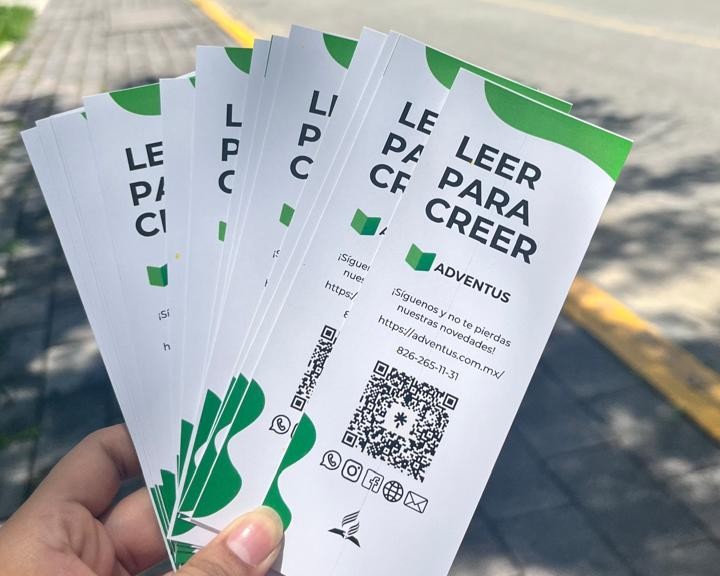 LEER
PARA
CREER
ADVENTUS
¡Síguenos y no te pierdas
nuestras novedades!
https://adventus.com.mx/
826-265-11-31